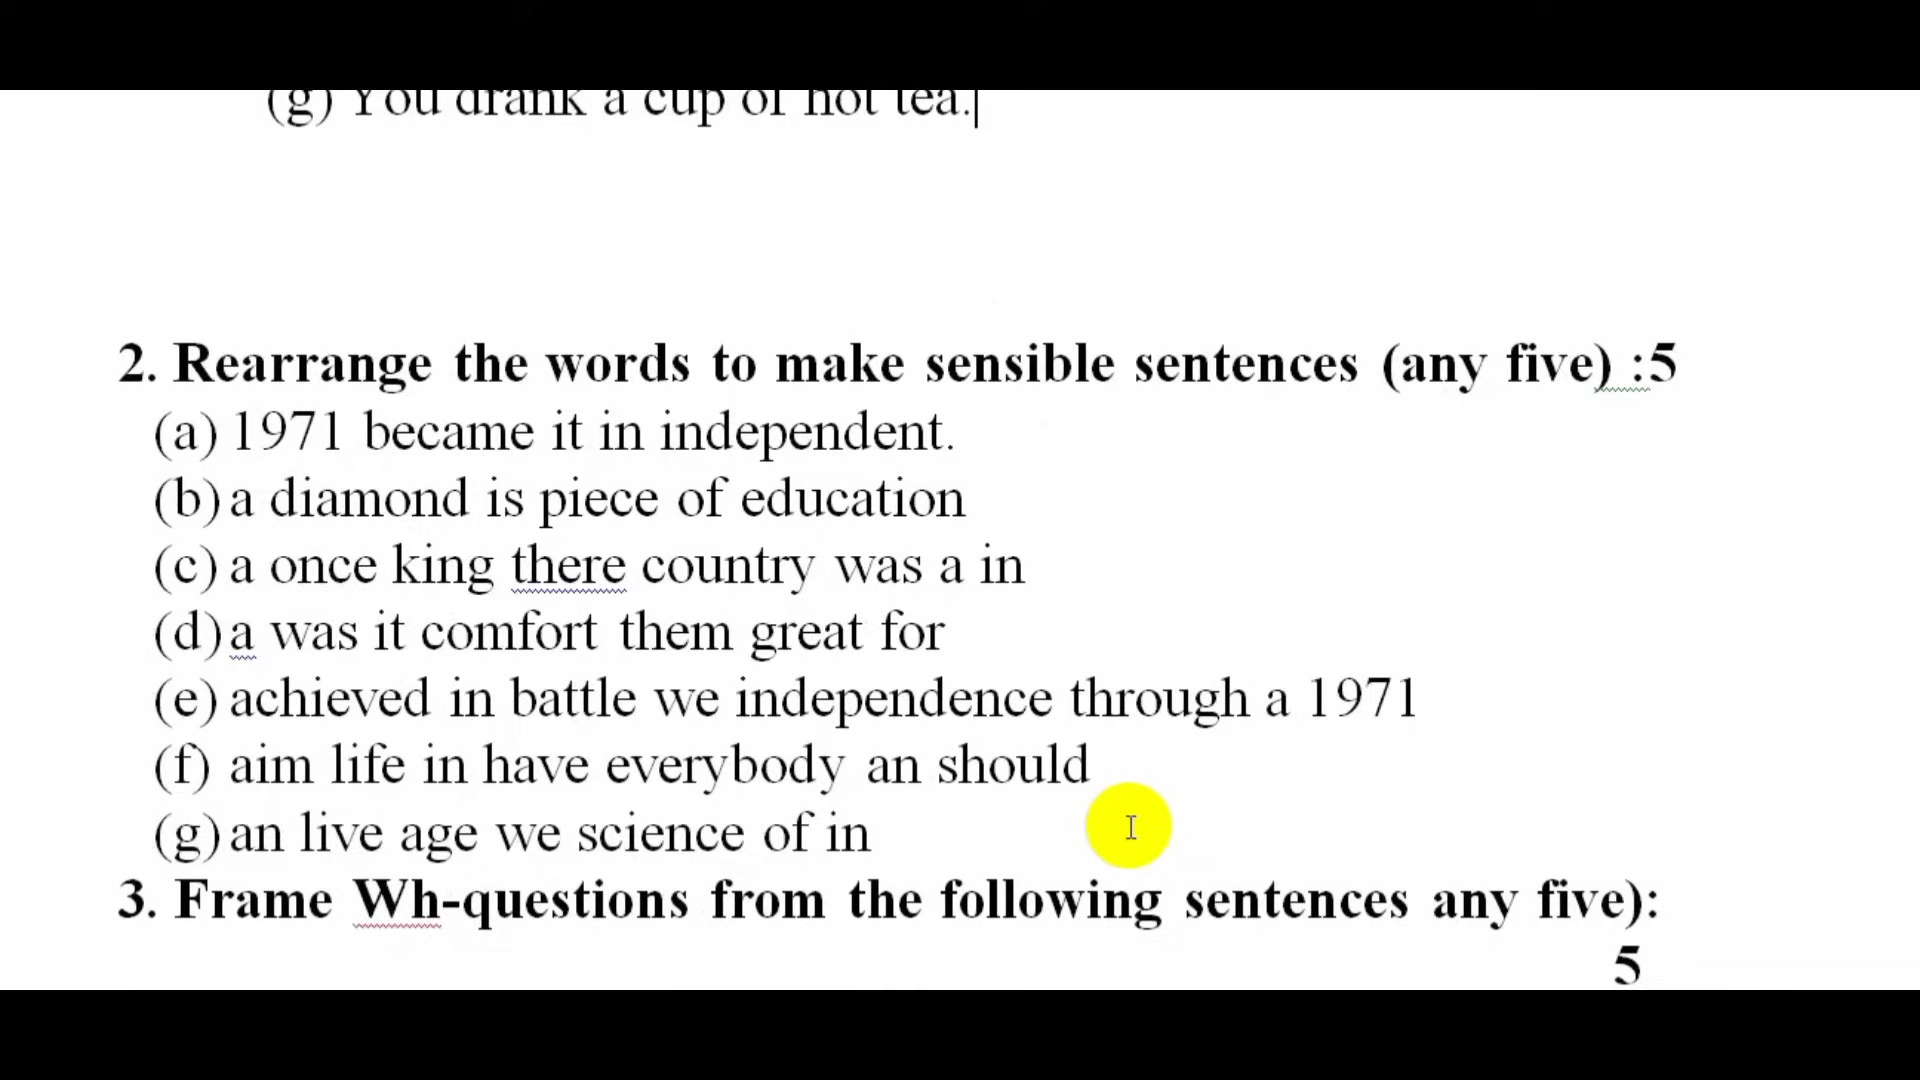 (g) You drank a cup of hot tea.
2. Rearrange the words to make sensible sentences (any five) :5
(a) 1971 became it in independent.
(b) a diamond is piece of education
(c) a once king there country was a in
(d) a was it comfort them great for
(e) achieved in battle we independence through a 1971
(f) aim life in have everybody an should
(g) an live age we science of in
3. Frame Wh-questions from the following sentences any five):
5